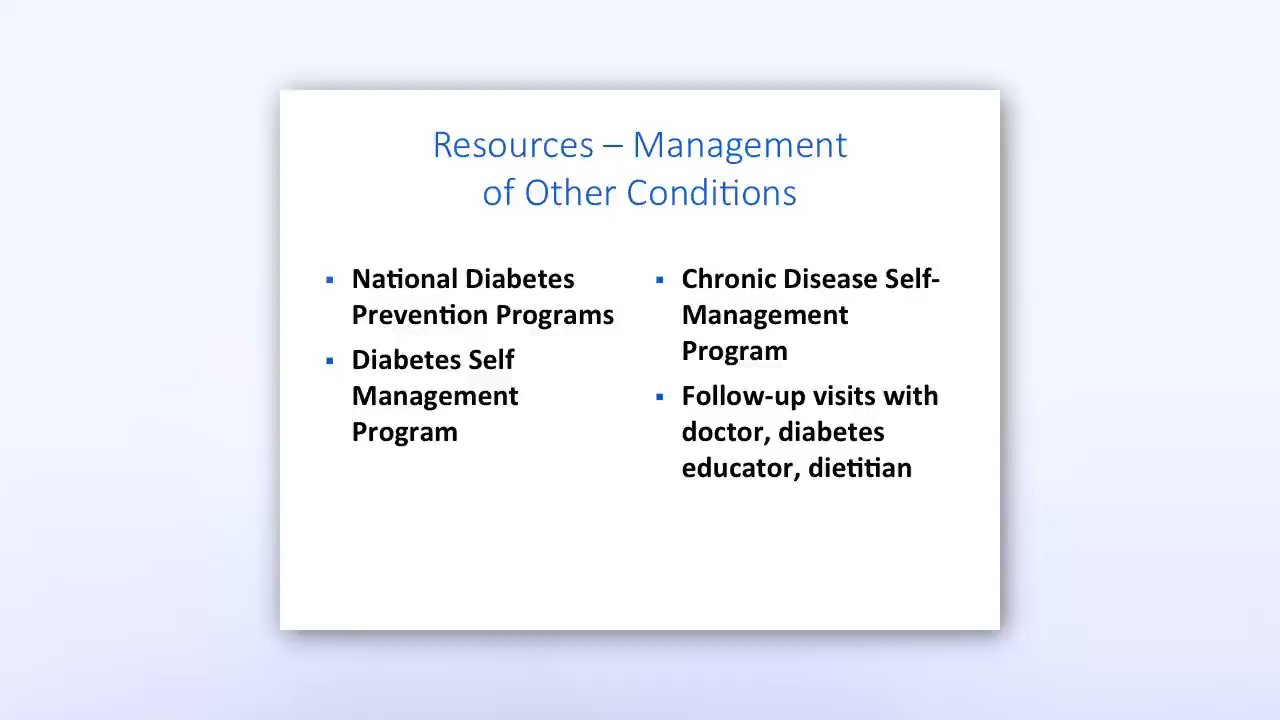 Resources – Management
of Other Conditions
▪ National Diabetes
Prevention Programs
▪ Diabetes Self
Management
Program
▪ Chronic Disease Self-
Management
Program
▪ Follow-up visits with
doctor, diabetes
educator, dietitian